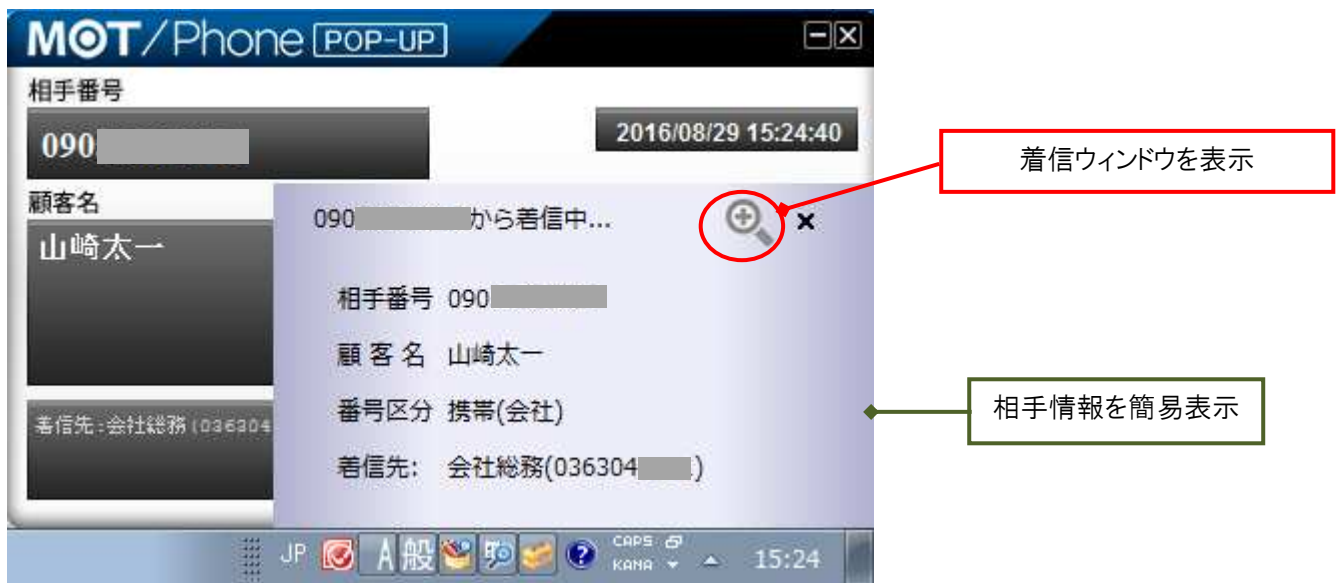 MOT/Phone POP-UP
相手番号
090
2016/08/29 15:24:40
着信ウィンドウを表示
顧客名
山崎太一
090 から着信中...
相手番号 090
顧客名 山崎太一
番号区分 携帯(会社)
相手情報を簡易表示
着信先:会社総務(036304
着信先: 会社総務(036304 )
JP A 般 CAPS KANA 15:24